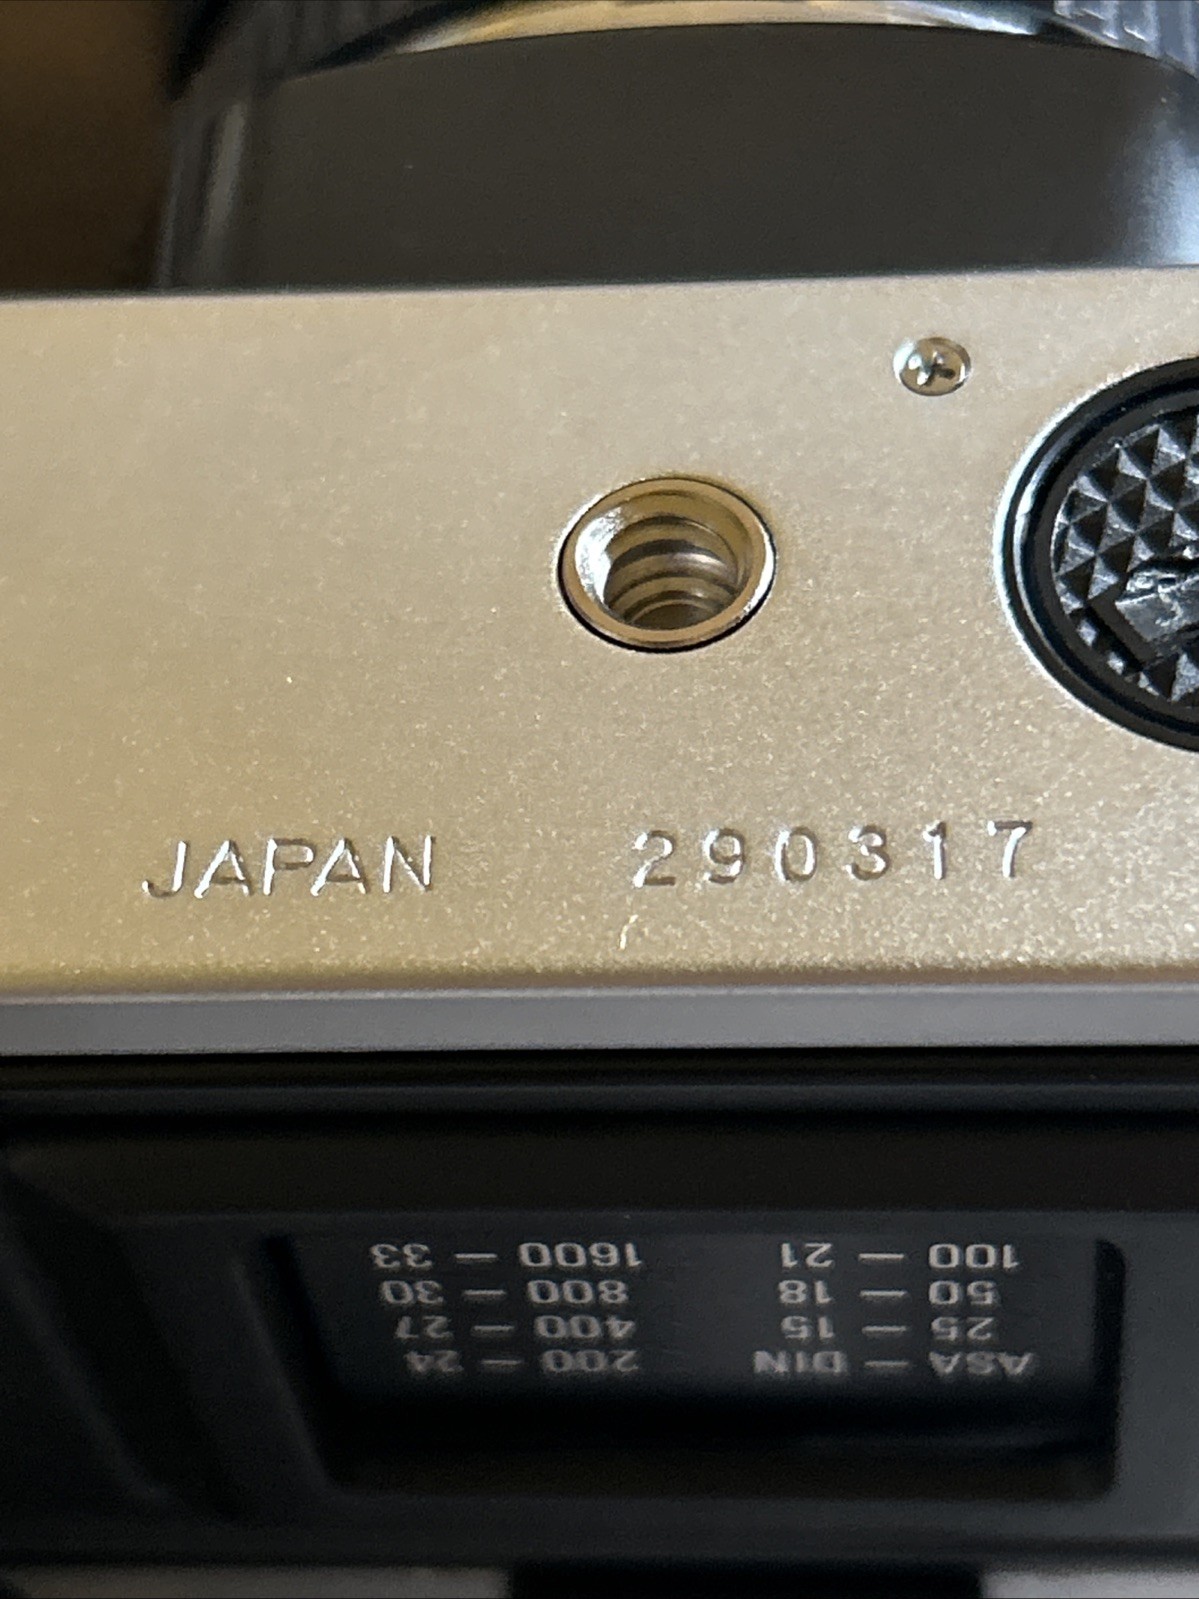 JAPAN 290317
ASA — DIN 200 — 24
25 — 15 400 — 27
50 — 18 800 — 30
100 — 21 1600 — 33